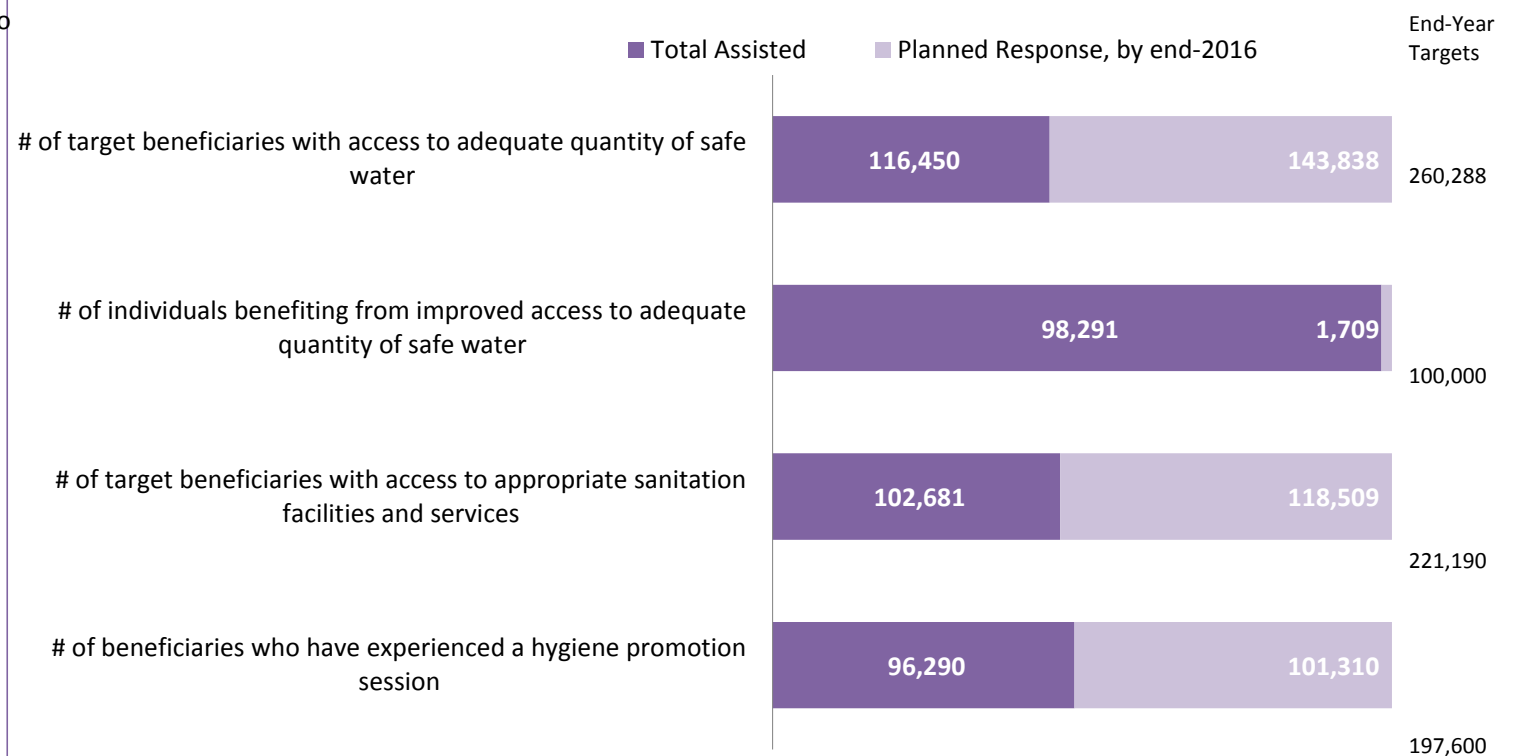 o
End-Year
Targets
Total Assisted
Planned Response, by end-2016
# of target beneficiaries with access to adequate quantity of safe
water
116,450
143,838
260,288
# of individuals benefiting from improved access to adequate
quantity of safe water
98,291
1,709
100,000
# of target beneficiaries with access to appropriate sanitation
facilities and services
102,681
118,509
221,190
# of beneficiaries who have experienced a hygiene promotion
session
96,290
101,310
197,600